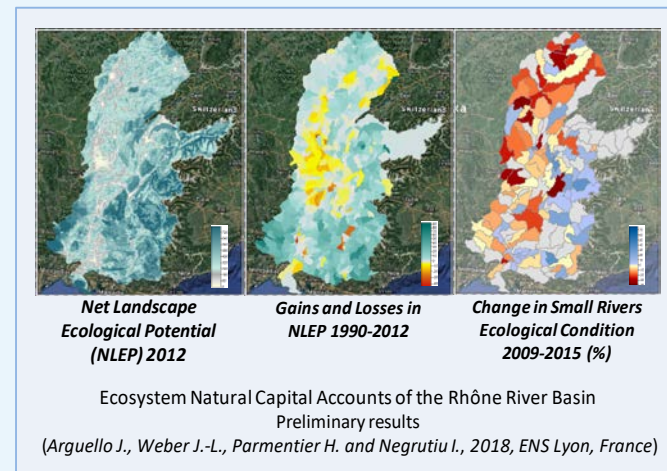 Switzerland
Switzerland
Switzerland
Net Landscape
Ecological Potential
(NLEP) 2012
Gains and Losses in
NLEP 1990-2012
Change in Small Rivers
Ecological Condition
2009-2015 (%)
Ecosystem Natural Capital Accounts of the Rhône River Basin
Preliminary results
(Arguello J., Weber J.-L., Parmentier H. and Negrutiu I., 2018, ENS Lyon, France)